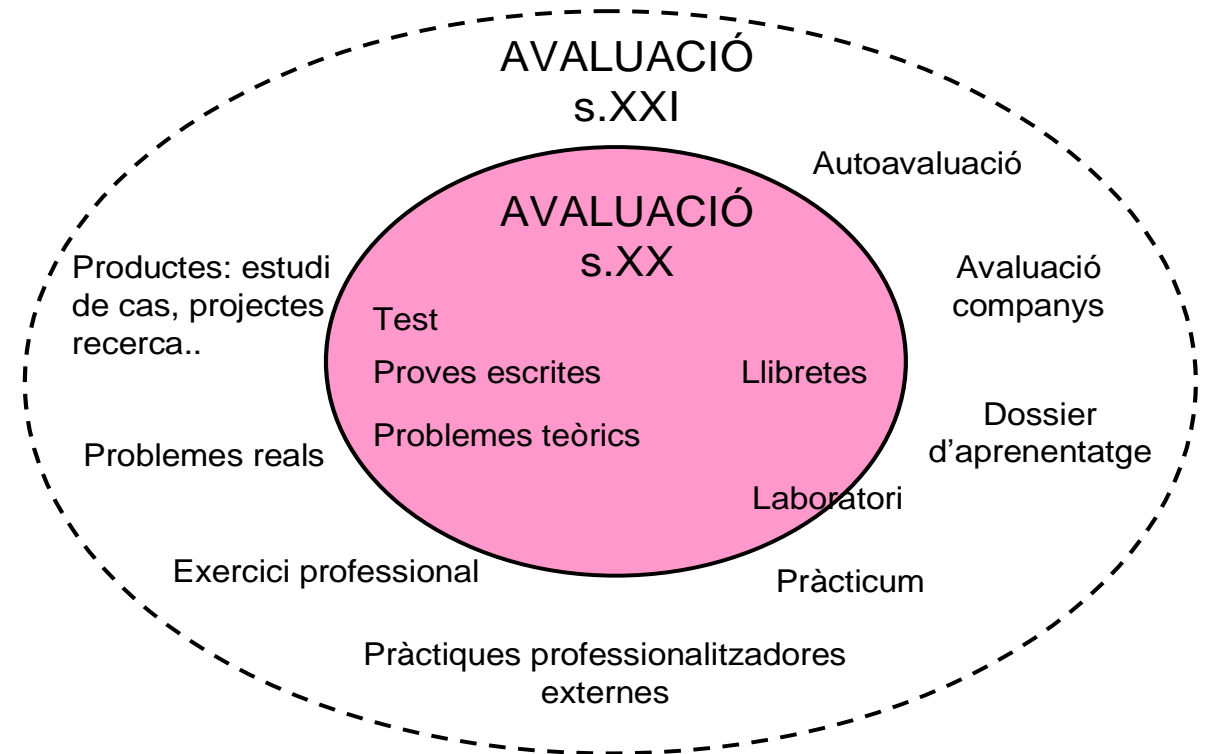 AVALUACIÓ
s.XXI
Autoavaluació
AVALUACIÓ
s.XX
Productes: estudi
de cas, projectes
recerca..
Avaluació
companys
Test
Proves escrites
Llibretes
Problemes teòrics
Dossier
d’aprenentatge
Problemes reals
Laboratori
Exercici professional
Pràcticum
Pràctiques professionalitzadores
externes